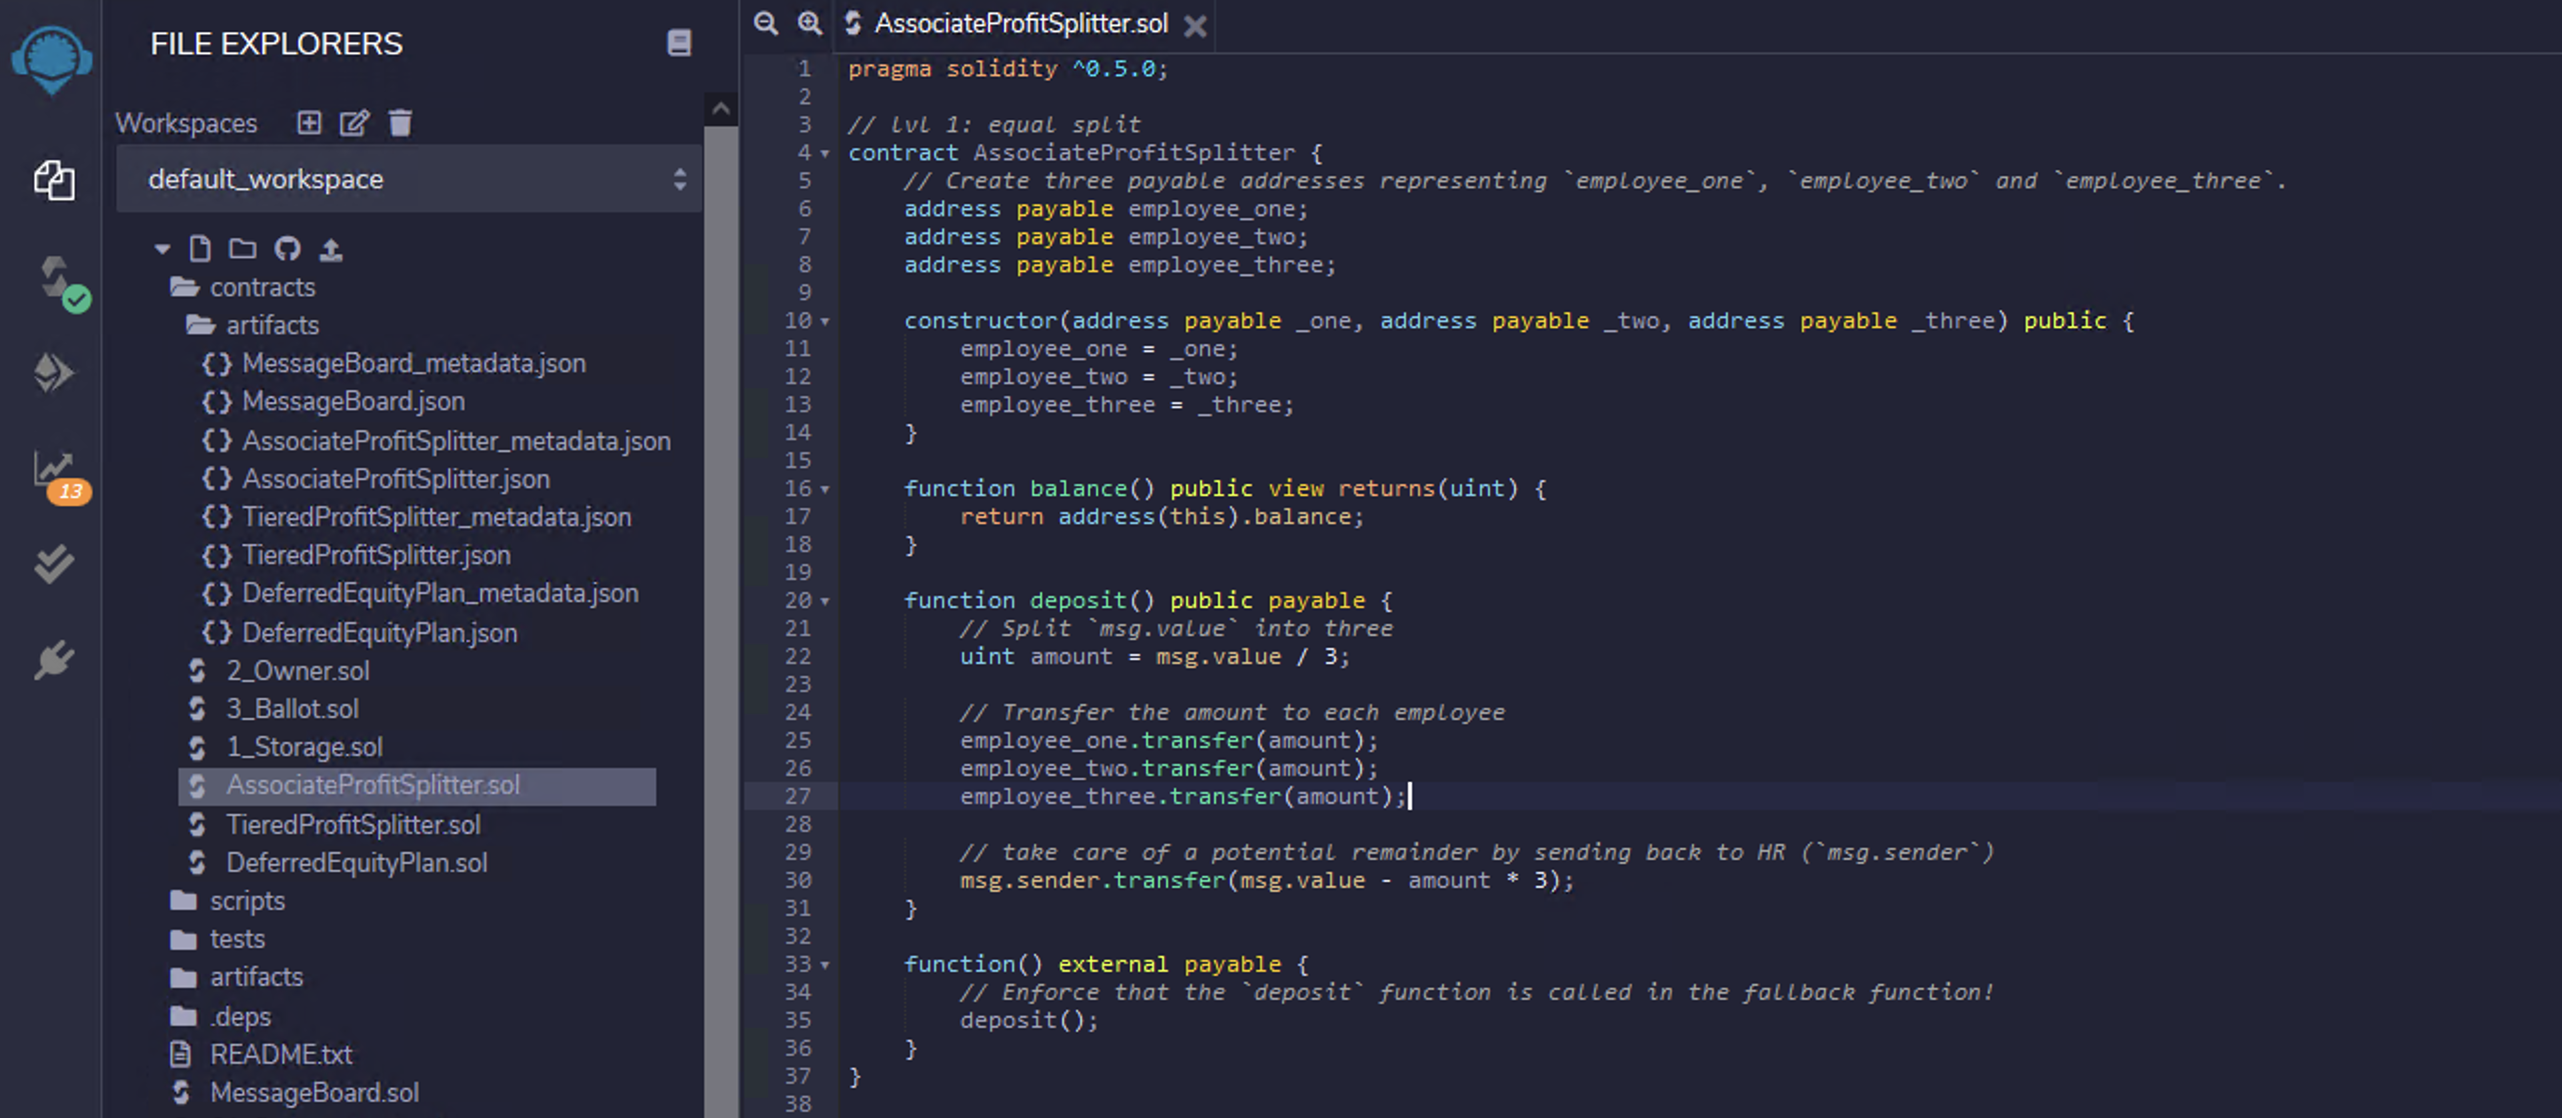 FILE EXPLORERS
Workspaces
default_workspace
contracts
artifacts
{} MessageBoard_metadata.json
{} MessageBoard.json
{} AssociateProfitSplitter_metadata.json
{} AssociateProfitSplitter.json
{} TieredProfitSplitter_metadata.json
{} TieredProfitSplitter.json
{} DeferredEquityPlan_metadata.json
{} DeferredEquityPlan.json
2_Owner.sol
3_Ballot.sol
1_Storage.sol
AssociateProfitSplitter.sol
TieredProfitSplitter.sol
DeferredEquityPlan.sol
scripts
tests
artifacts
.deps
README.txt
MessageBoard.sol
13
AssociateProfitSplitter.sol
1 pragma solidity ^0.5.0;
2
3 // lvl 1: equal split
4 contract AssociateProfitSplitter {
5     // Create three payable addresses representing `employee_one`, `employee_two` and `employee_three`.
6     address payable employee_one;
7     address payable employee_two;
8     address payable employee_three;
9
10     constructor(address payable _one, address payable _two, address payable _three) public {
11         employee_one = _one;
12         employee_two = _two;
13         employee_three = _three;
14     }
15
16     function balance() public view returns(uint) {
17         return address(this).balance;
18     }
19
20     function deposit() public payable {
21         // Split `msg.value` into three
22         uint amount = msg.value / 3;
23
24         // Transfer the amount to each employee
25         employee_one.transfer(amount);
26         employee_two.transfer(amount);
27         employee_three.transfer(amount);
28
29         // take care of a potential remainder by sending back to HR (`msg.sender`)
30         msg.sender.transfer(msg.value - amount * 3);
31     }
32
33     function() external payable {
34         // Enforce that the `deposit` function is called in the fallback function!
35         deposit();
36     }
37 }
38